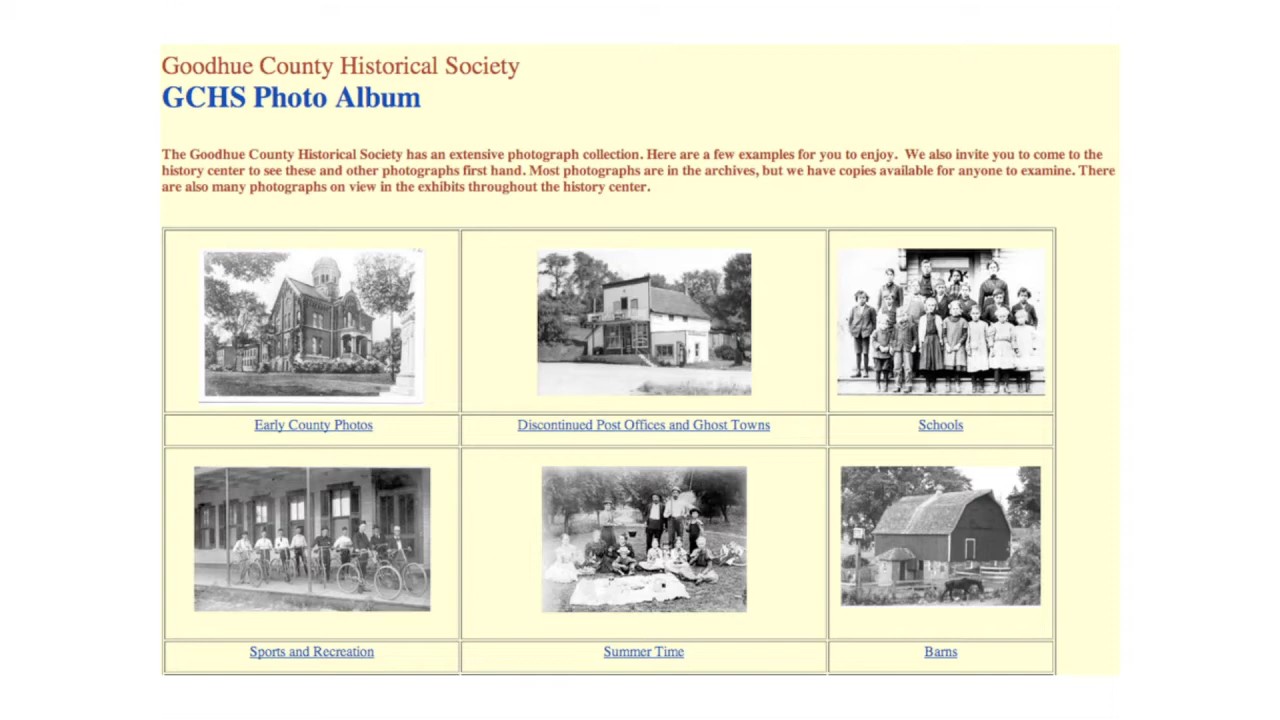 Goodhue County Historical Society
GCHS Photo Album
The Goodhue County Historical Society has an extensive photograph collection. Here are a few examples for you to enjoy.  We also invite you to come to the
history center to see these and other photographs first hand. Most photographs are in the archives, but we have copies available for anyone to examine. There
are also many photographs on view in the exhibits throughout the history center.
Early County Photos
Discontinued Post Offices and Ghost Towns
Schools
Sports and Recreation
Summer Time
Barns